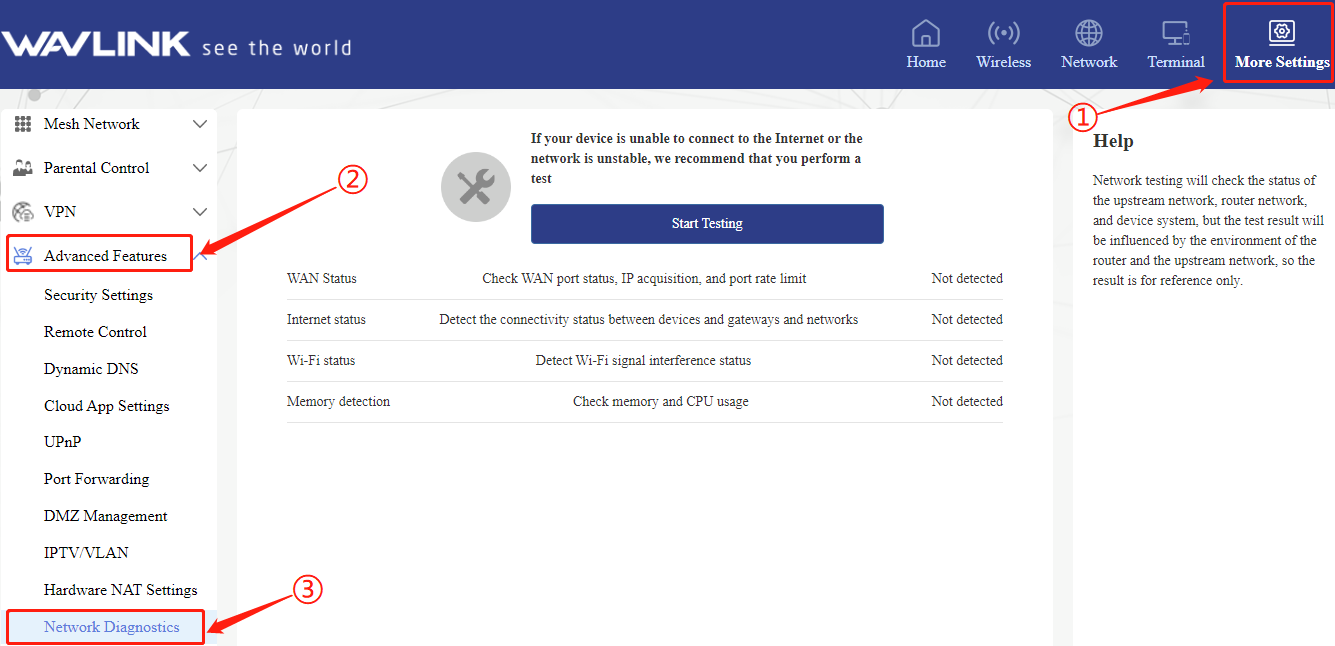 WAVLINK see the world
Home
Wireless
Network
Terminal
More Settings
①
Mesh Network
Parental Control
VPN
②
Advanced Features
Security Settings
Remote Control
Dynamic DNS
Cloud App Settings
UPnP
Port Forwarding
DMZ Management
IPTV/VLAN
Hardware NAT Settings
③
Network Diagnostics
If your device is unable to connect to the Internet or the
network is unstable, we recommend that you perform a
test
Start Testing
WAN Status Check WAN port status, IP acquisition, and port rate limit Not detected
Internet status Detect the connectivity status between devices and gateways and networks Not detected
Wi-Fi status Detect Wi-Fi signal interference status Not detected
Memory detection Check memory and CPU usage Not detected
Help
Network testing will check the status of
the upstream network, router network,
and device system, but the test result will
be influenced by the environment of the
router and the upstream network, so the
result is for reference only.